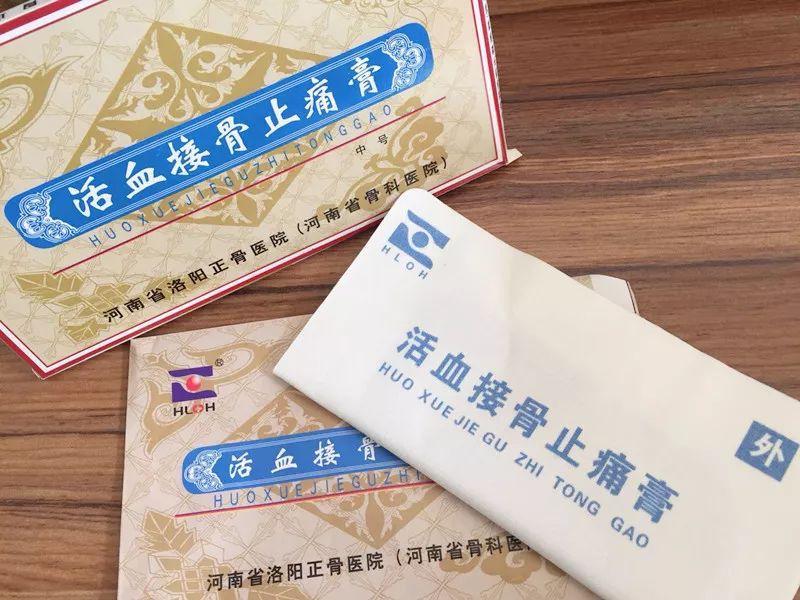 活血接骨止痛膏
HUOXUEJIEGUZHITONGGAO
中号
河南省洛阳正骨医院（河南省骨科医院）
HLOH
活血接骨止痛膏
HUO XUE JIE GU ZHI TONG GAO
外
®
HLOH
活血接骨
HUOXUEJIEGUZHI
河南省洛阳正骨医院（河南省骨科医